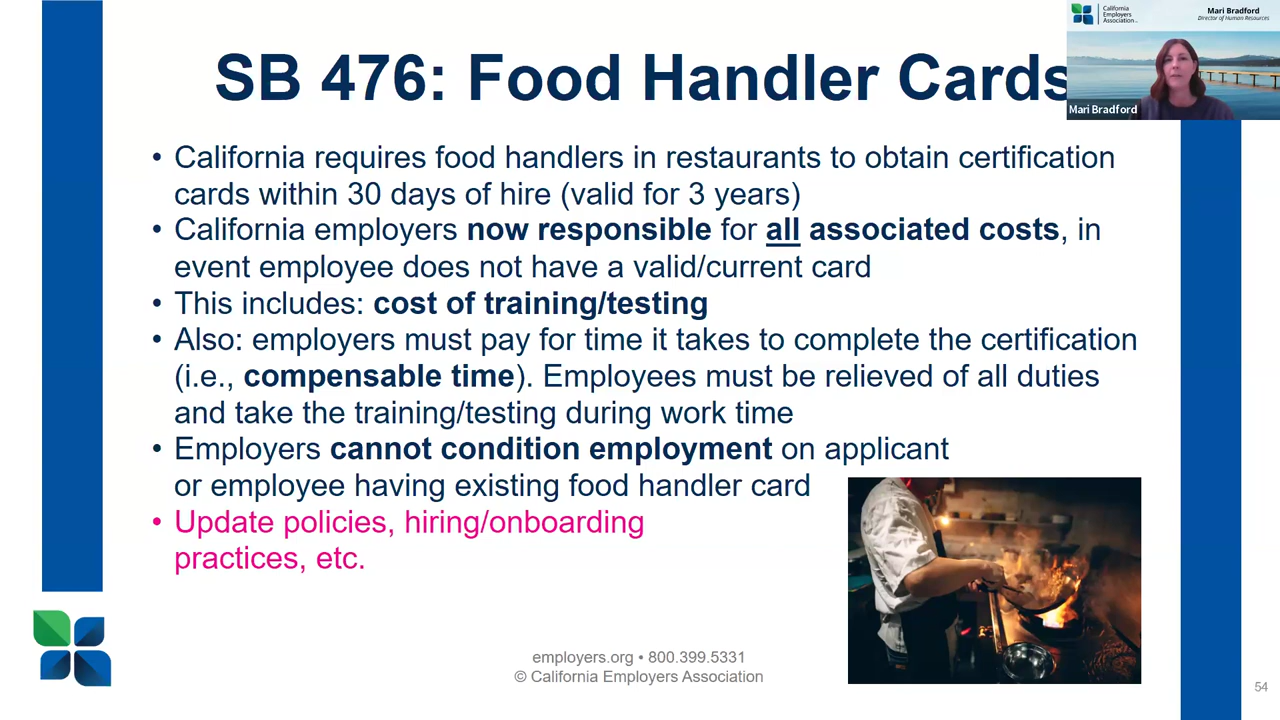 SB 476: Food Handler Cards
California
Employers
Association
Mari Bradford
Director of Human Resources
Mari Bradford
• California requires food handlers in restaurants to obtain certification
cards within 30 days of hire (valid for 3 years)
• California employers now responsible for all associated costs, in
event employee does not have a valid/current card
• This includes: cost of training/testing
• Also: employers must pay for time it takes to complete the certification
(i.e., compensable time). Employees must be relieved of all duties
and take the training/testing during work time
• Employers cannot condition employment on applicant
or employee having existing food handler card
• Update policies, hiring/onboarding
practices, etc.
employers.org • 800.399.5331
© California Employers Association
54